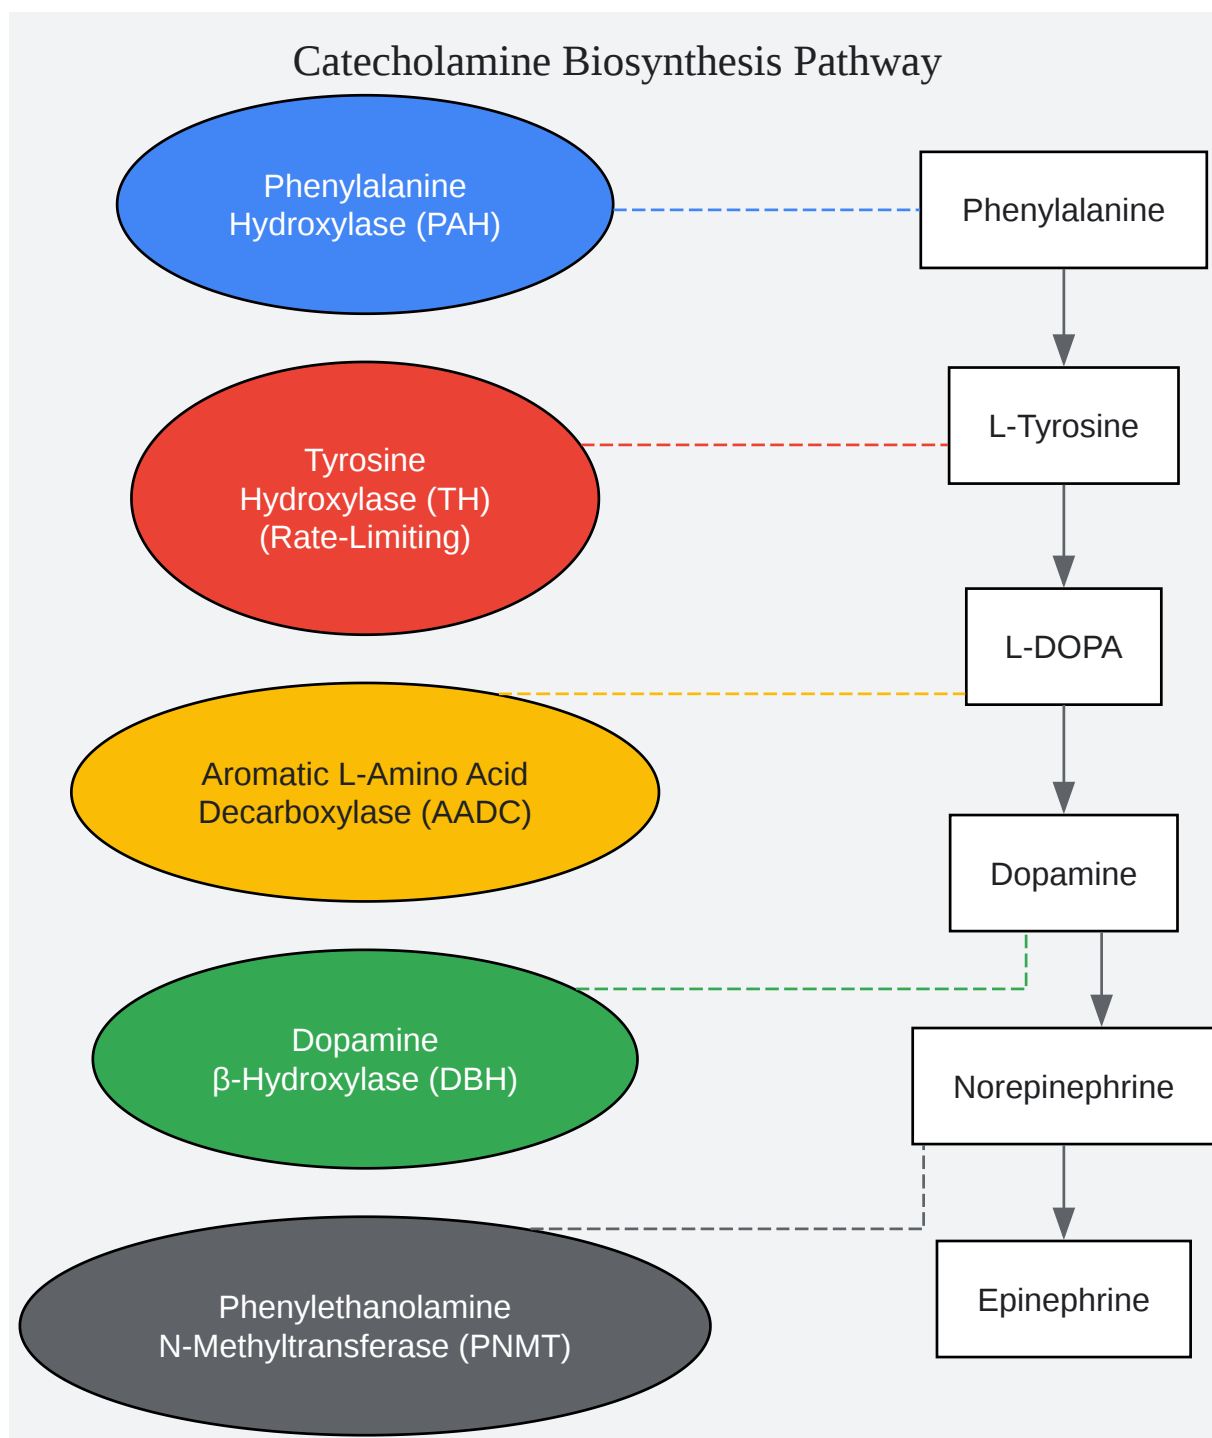 Catecholamine Biosynthesis Pathway
Phenylalanine
Hydroxylase (PAH)
Phenylalanine
Tyrosine
Hydroxylase (TH)
(Rate-Limiting)
L-Tyrosine
L-DOPA
Aromatic L-Amino Acid
Decarboxylase (AADC)
Dopamine
Dopamine
β-Hydroxylase (DBH)
Norepinephrine
Phenylethanolamine
N-Methyltransferase (PNMT)
Epinephrine